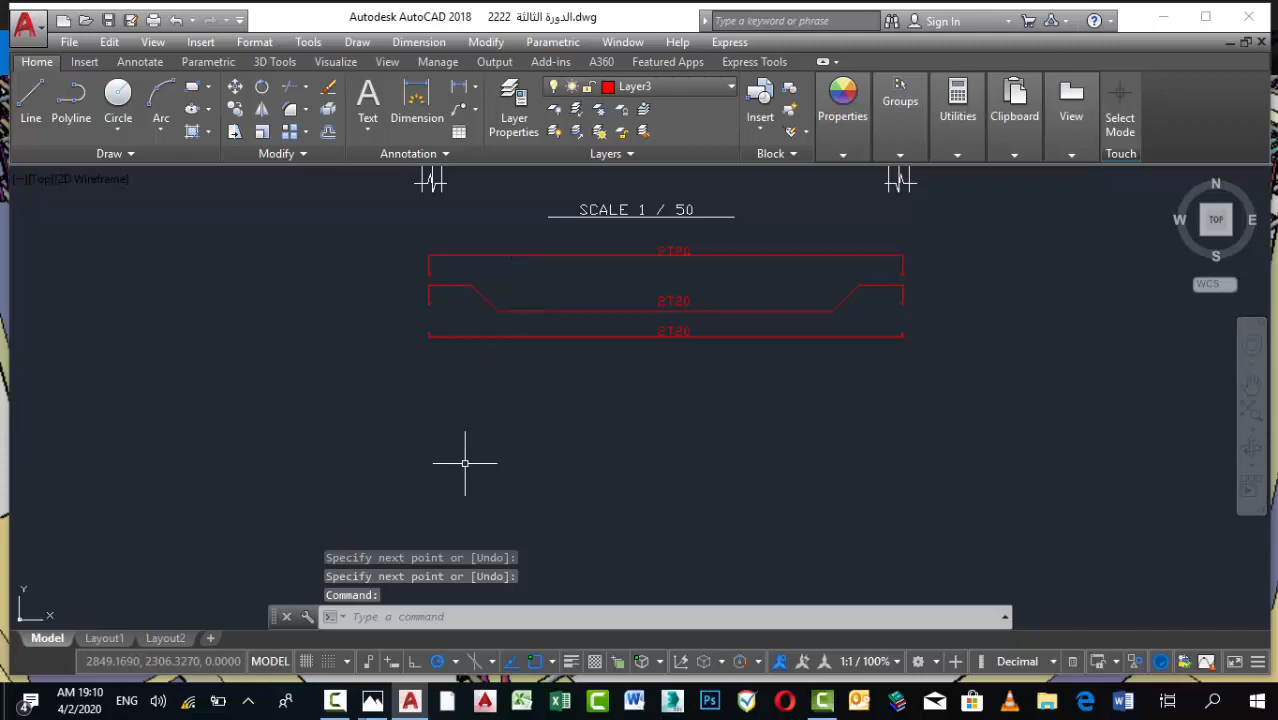 Autodesk AutoCAD 2018 الدورة الثالثة 2222.dwg
Type a keyword or phrase
Sign In
File Edit View Insert Format Tools Draw Dimension Modify Parametric Window Help Express
Home Insert Annotate Parametric 3D Tools Visualize View Manage Output Add-ins A360 Featured Apps Express Tools
Layer3
Line Polyline Circle Arc
Text Dimension
Layer Properties
Insert
Properties
Groups
Utilities
Clipboard
View
Select Mode
Draw Modify Annotation Layers Block Touch
[−][Top][2D Wireframe]
SCALE 1 / 50
N
W TOP E
S
WCS
2T20
2T20
2T20
Specify next point or [Undo]:
Specify next point or [Undo]:
Command:
Type a command
Y
X
Model Layout1 Layout2 +
2849.1690, 2306.3270, 0.0000 MODEL 1:1 / 100% Decimal
AM 19:10
4/2/2020
ENG